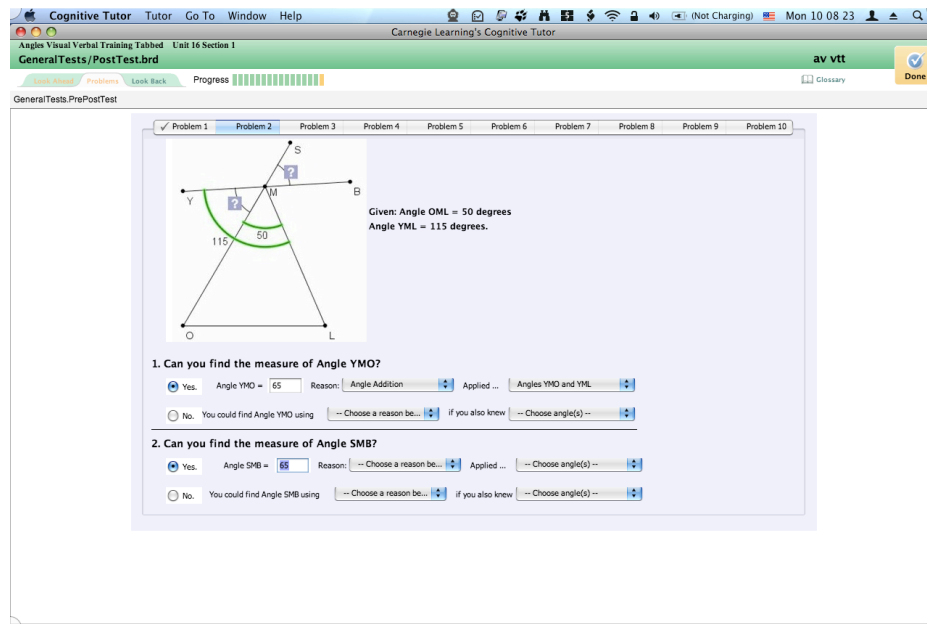 Cognitive Tutor Tutor Go To Window Help (Not Charging) Mon 10 08 23
Carnegie Learning's Cognitive Tutor
Angles Visual Verbal Training Tabbed Unit 16 Section 1
GeneralTests/PostTest.brd av vtt
Look Ahead Problems Look Back Progress Glossary Done
GeneralTests.PrePostTest
✓ Problem 1 Problem 2 Problem 3 Problem 4 Problem 5 Problem 6 Problem 7 Problem 8 Problem 9 Problem 10
S
?
Y M B
?
Given: Angle OML = 50 degrees
Angle YML = 115 degrees.
115 50
O L
1. Can you find the measure of Angle YMO?
Yes. Angle YMO = 65 Reason: Angle Addition Applied ... Angles YMO and YML
No. You could find Angle YMO using -- Choose a reason be... if you also knew -- Choose angle(s) --
2. Can you find the measure of Angle SMB?
Yes. Angle SMB = 65 Reason: -- Choose a reason be... Applied ... -- Choose angle(s) --
No. You could find Angle SMB using -- Choose a reason be... if you also knew -- Choose angle(s) --